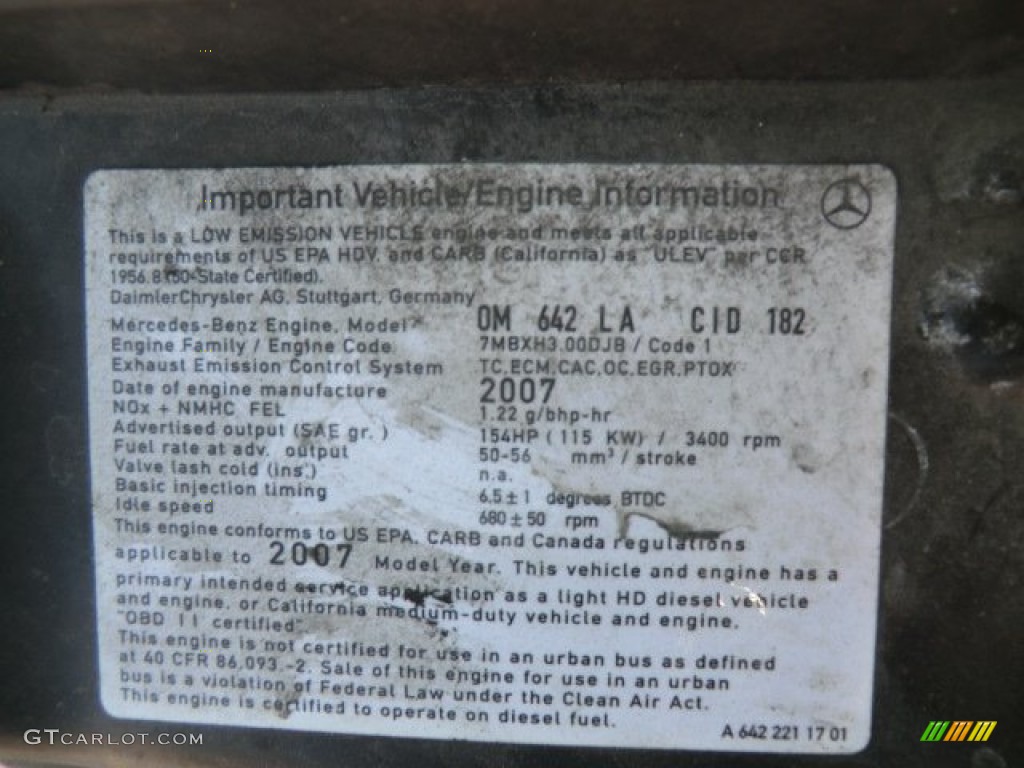 Important Vehicle/Engine Information
This is a LOW EMISSION VEHICLE engine and meets all applicable
requirements of US EPA HDV, and CARB (California) as "ULEV" per CCR
1956.8 (50-State Certified).
DaimlerChrysler AG, Stuttgart, Germany
Mercedes-Benz Engine, Model OM 642 LA CID 182
Engine Family / Engine Code 7MBXH3.00DJB / Code 1
Exhaust Emission Control System TC,ECM,CAC,OC,EGR,PTOX
Date of engine manufacture 2007
NOx + NMHC FEL 1.22 g/bhp-hr
Advertised output (SAE gr. ) 154HP ( 115 KW) / 3400 rpm
Fuel rate at adv. output 50-56 mm³ / stroke
Valve lash cold (ins.) n.a.
Basic injection timing 6.5 ± 1 degrees BTDC
Idle speed 680 ± 50 rpm
This engine conforms to US EPA, CARB and Canada regulations
applicable to 2007 Model Year. This vehicle and engine has a
primary intended service application as a light HD diesel vehicle
and engine, or California medium-duty vehicle and engine.
"OBD II certified"
This engine is not certified for use in an urban bus as defined
at 40 CFR 86,093 -2. Sale of this engine for use in an urban
bus is a violation of Federal Law under the Clean Air Act.
This engine is certified to operate on diesel fuel.
A 642 221 17 01
GTCARLOT.COM